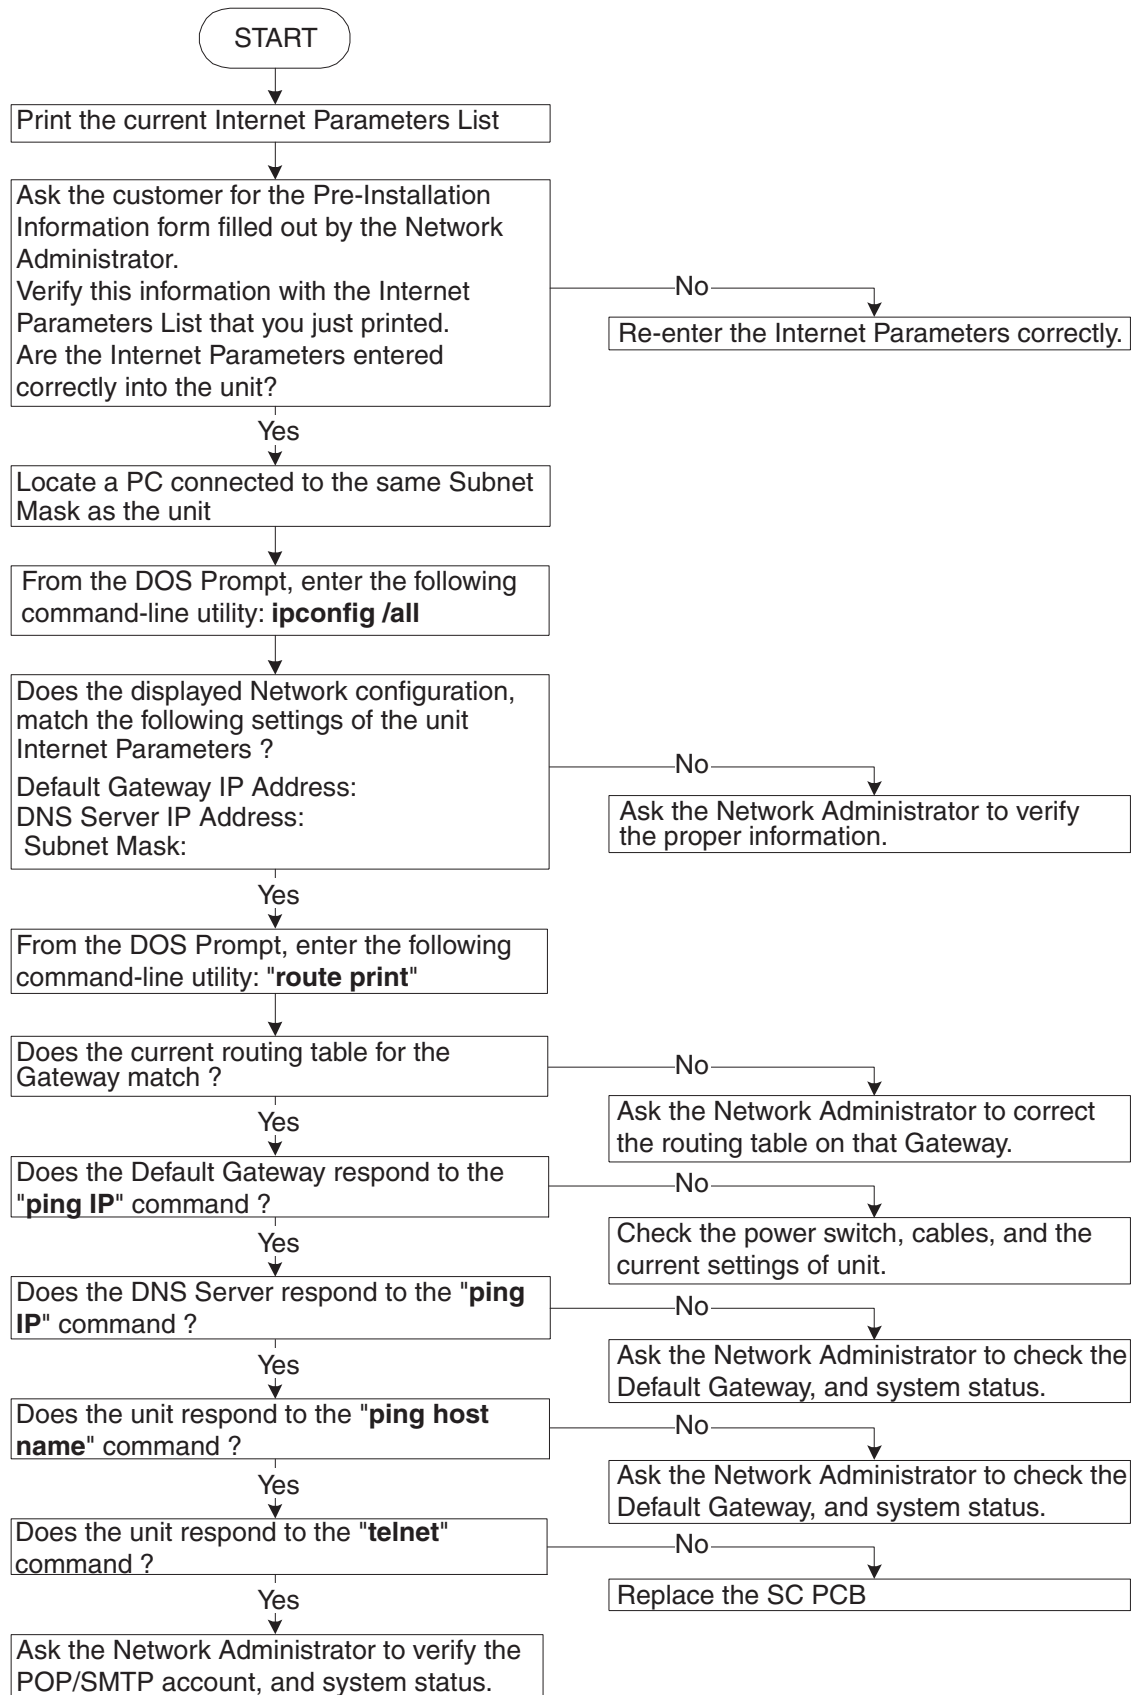 START
Print the current Internet Parameters List
Ask the customer for the Pre-Installation
Information form filled out by the Network
Administrator.
Verify this information with the Internet
Parameters List that you just printed.
Are the Internet Parameters entered
correctly into the unit?
No
Re-enter the Internet Parameters correctly.
Yes
Locate a PC connected to the same Subnet
Mask as the unit
From the DOS Prompt, enter the following
command-line utility: ipconfig /all
Does the displayed Network configuration,
match the following settings of the unit
Internet Parameters ?
Default Gateway IP Address:
DNS Server IP Address:
Subnet Mask:
No
Ask the Network Administrator to verify
the proper information.
Yes
From the DOS Prompt, enter the following
command-line utility: "route print"
Does the current routing table for the
Gateway match ?
No
Ask the Network Administrator to correct
the routing table on that Gateway.
Yes
Does the Default Gateway respond to the
"ping IP" command ?
No
Check the power switch, cables, and the
current settings of unit.
Yes
Does the DNS Server respond to the "ping
IP" command ?
No
Ask the Network Administrator to check the
Default Gateway, and system status.
Yes
Does the unit respond to the "ping host
name" command ?
No
Ask the Network Administrator to check the
Default Gateway, and system status.
Yes
Does the unit respond to the "telnet"
command ?
No
Replace the SC PCB
Yes
Ask the Network Administrator to verify the
POP/SMTP account, and system status.